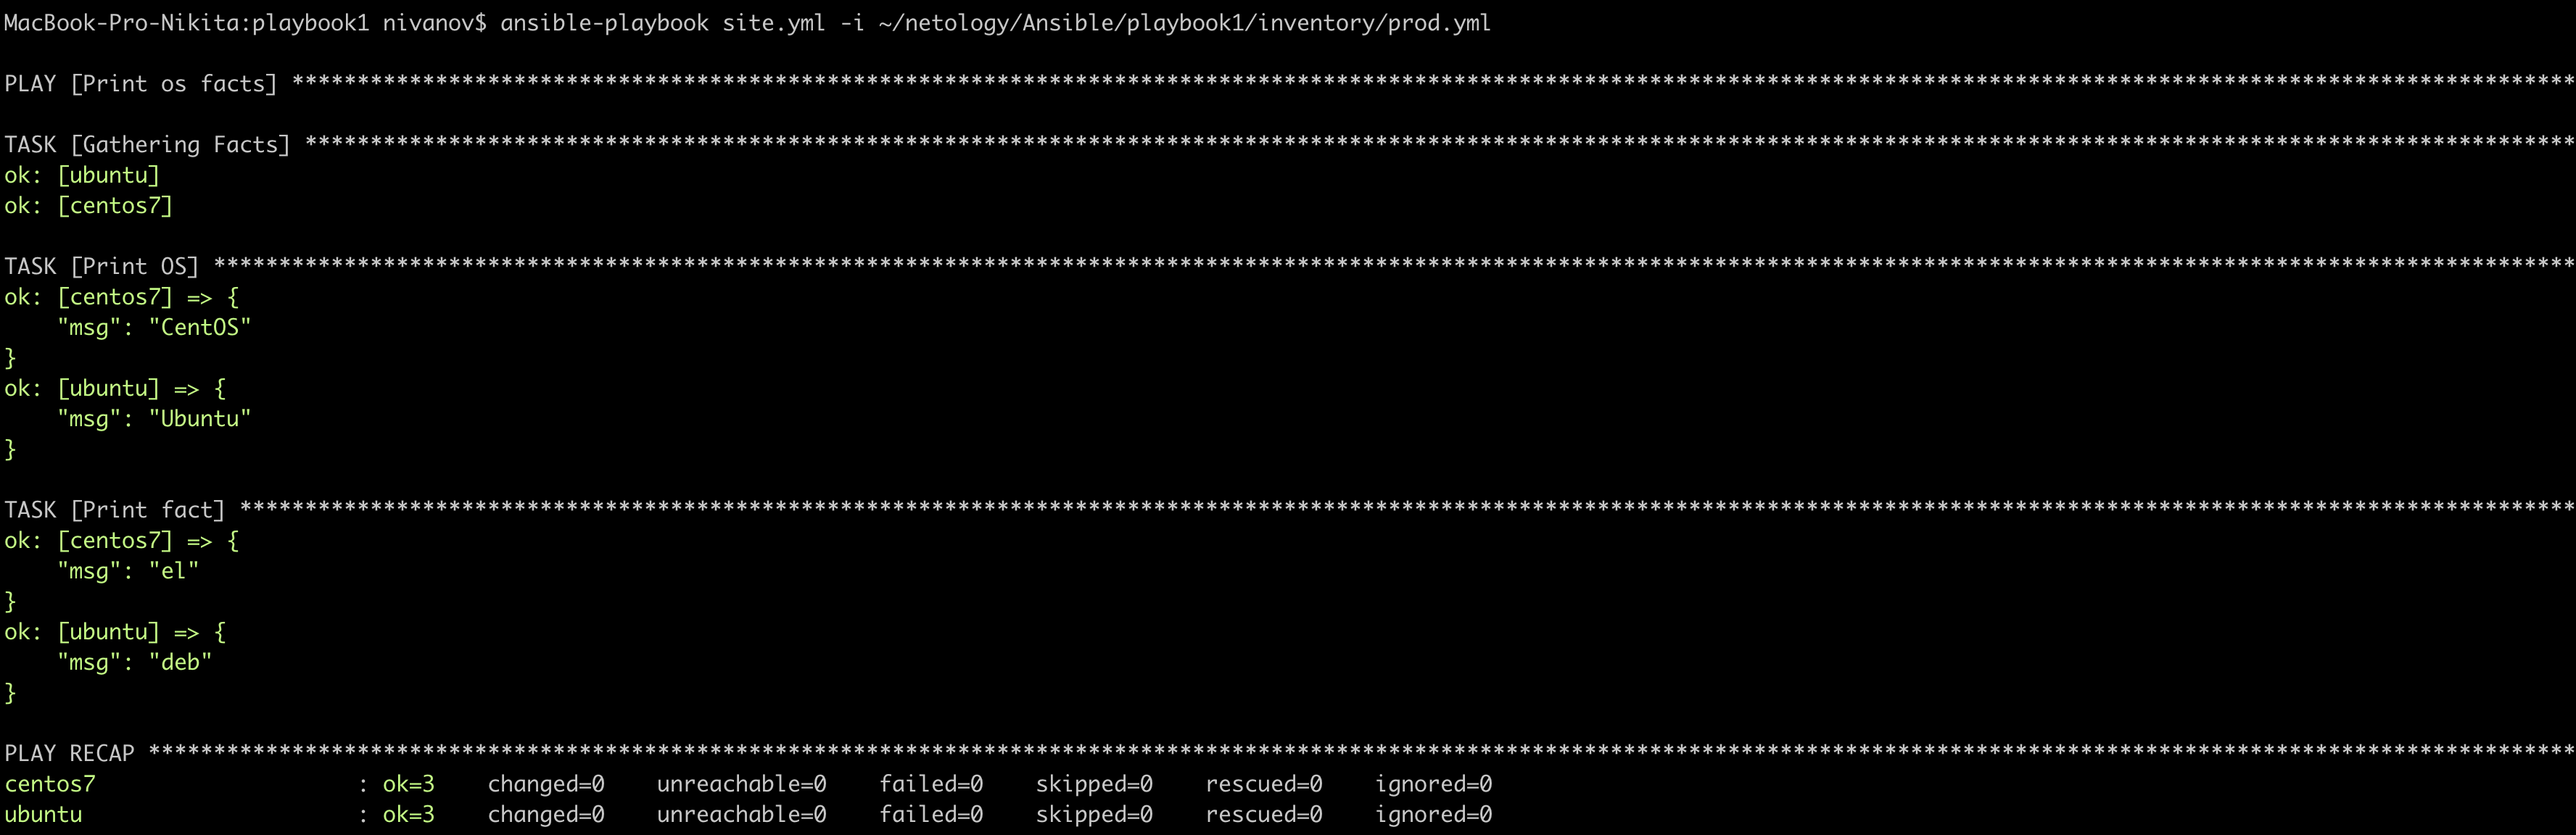 MacBook-Pro-Nikita:playbook1 nivanov$ ansible-playbook site.yml -i ~/netology/Ansible/playbook1/inventory/prod.yml
PLAY [Print os facts] ****************************************************************************************************************************************************************************
TASK [Gathering Facts] ***************************************************************************************************************************************************************************
ok: [ubuntu]
ok: [centos7]
TASK [Print OS] **********************************************************************************************************************************************************************************
ok: [centos7] => {
    "msg": "CentOS"
}
ok: [ubuntu] => {
    "msg": "Ubuntu"
}
TASK [Print fact] ********************************************************************************************************************************************************************************
ok: [centos7] => {
    "msg": "el"
}
ok: [ubuntu] => {
    "msg": "deb"
}
PLAY RECAP ***************************************************************************************************************************************************************************************
centos7                    : ok=3    changed=0    unreachable=0    failed=0    skipped=0    rescued=0    ignored=0
ubuntu                     : ok=3    changed=0    unreachable=0    failed=0    skipped=0    rescued=0    ignored=0